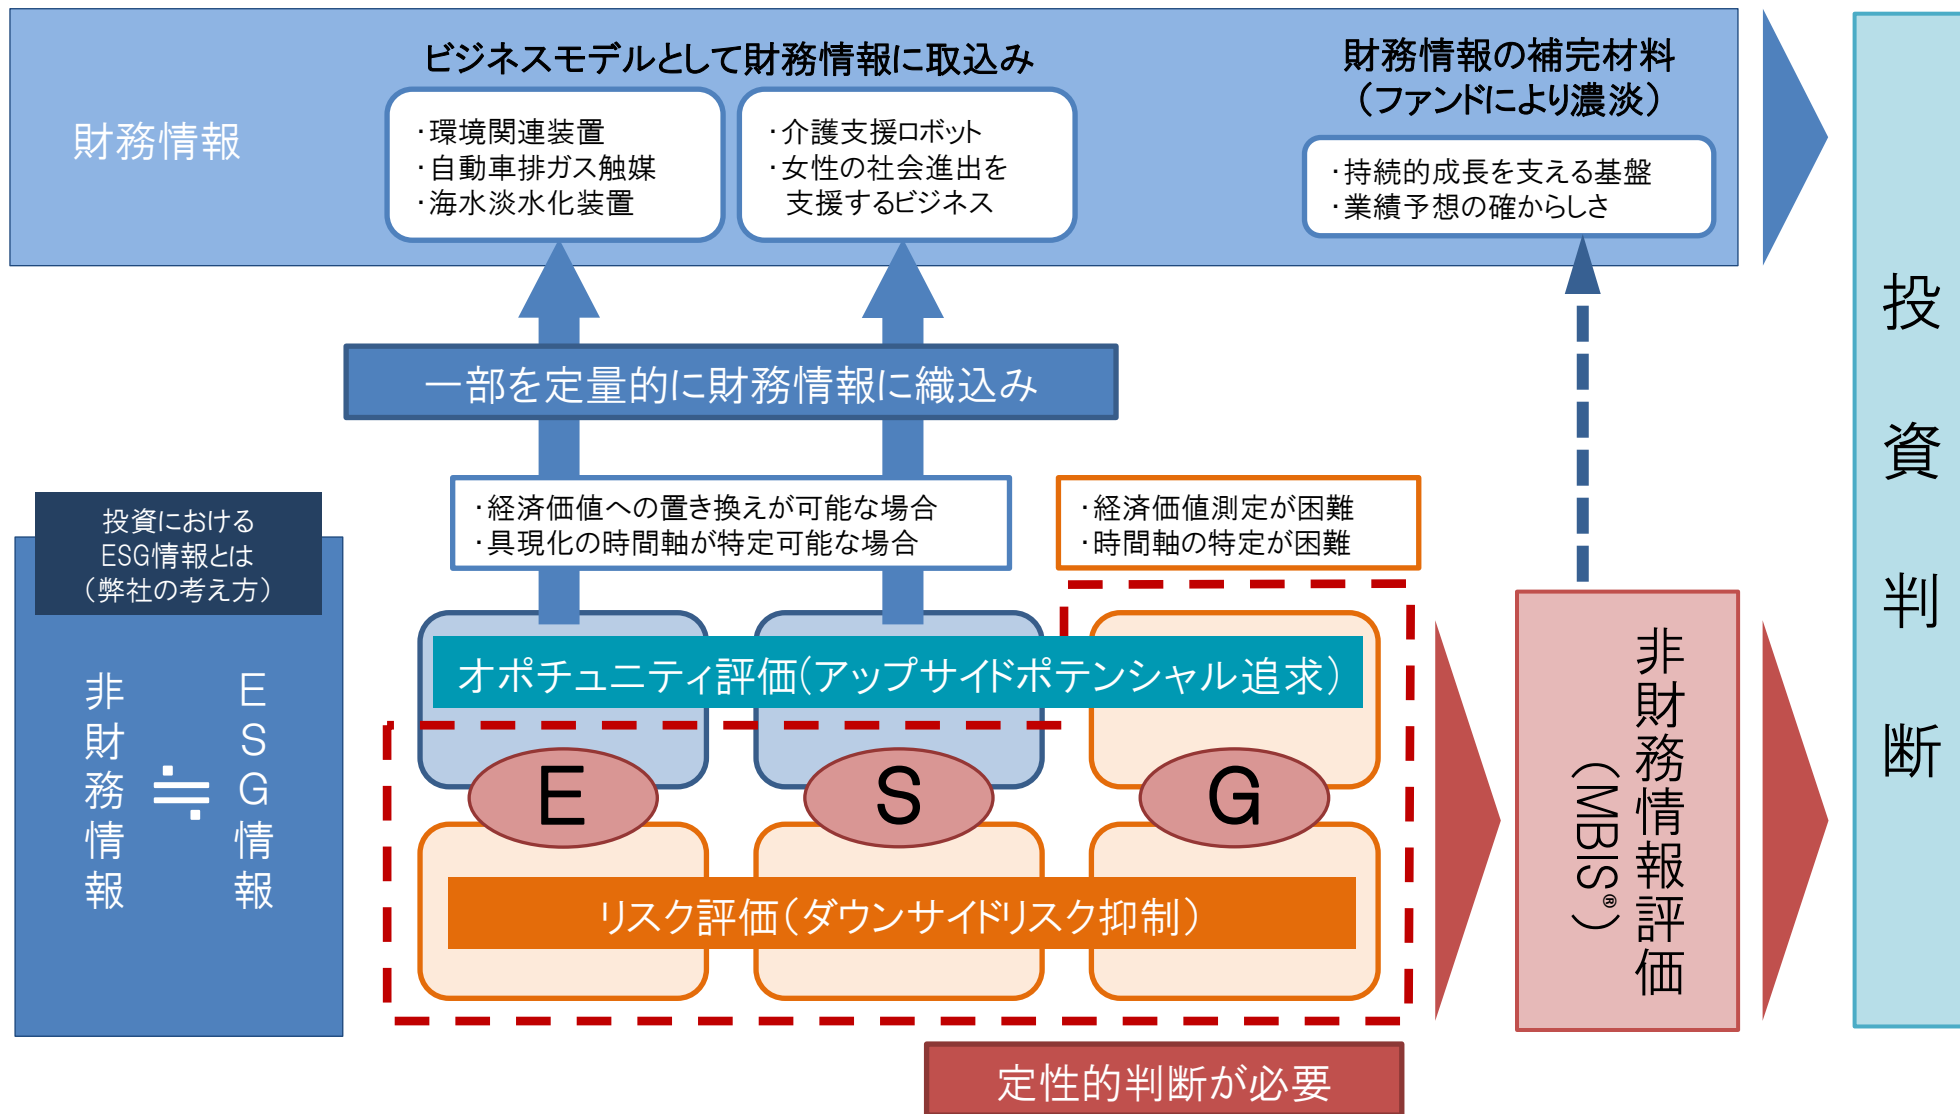 財務情報
ビジネスモデルとして財務情報に取込み
・環境関連装置
・自動車排ガス触媒
・海水淡水化装置
・介護支援ロボット
・女性の社会進出を
支援するビジネス
財務情報の補完材料
（ファンドにより濃淡）
・持続的成長を支える基盤
・業績予想の確からしさ
一部を定量的に財務情報に織込み
・経済価値への置き換えが可能な場合
・具現化の時間軸が特定可能な場合
・経済価値測定が困難
・時間軸の特定が困難
投資における
ESG情報とは
（弊社の考え方）
非財務情報
≒
ESG情報
オポチュニティ評価(アップサイドポテンシャル追求）
E
S
G
リスク評価（ダウンサイドリスク抑制）
定性的判断が必要
非財務情報評価
（MBIS®）
投資判断